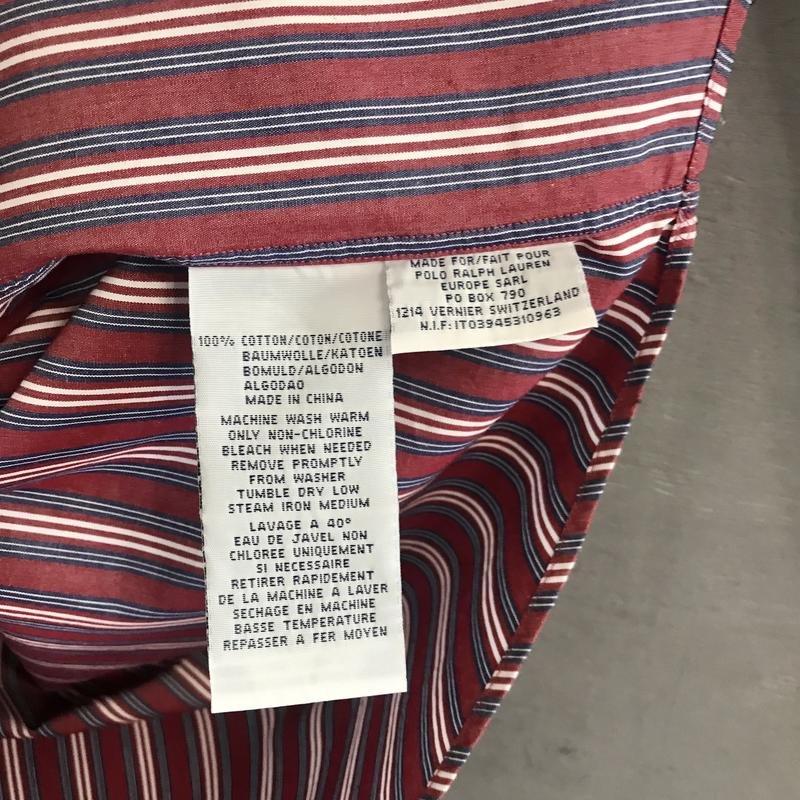 100% COTTON/COTON/COTONE
BAUMWOLLE/KATOEN
BOMULD/ALGODON
ALGODAO
MADE IN CHINA
MACHINE WASH WARM
ONLY NON-CHLORINE
BLEACH WHEN NEEDED
REMOVE PROMPTLY
FROM WASHER
TUMBLE DRY LOW
STEAM IRON MEDIUM
LAVAGE A 40°
EAU DE JAVEL NON
CHLOREE UNIQUEMENT
SI NECESSAIRE
RETIRER RAPIDEMENT
DE LA MACHINE A LAVER
SECHAGE EN MACHINE
BASSE TEMPERATURE
REPASSER A FER MOYEN
MADE FOR/FAIT POUR
POLO RALPH LAUREN
EUROPE SARL
PO BOX 790
1214 VERNIER SWITZERLAND
N.I.F:IT03945310963